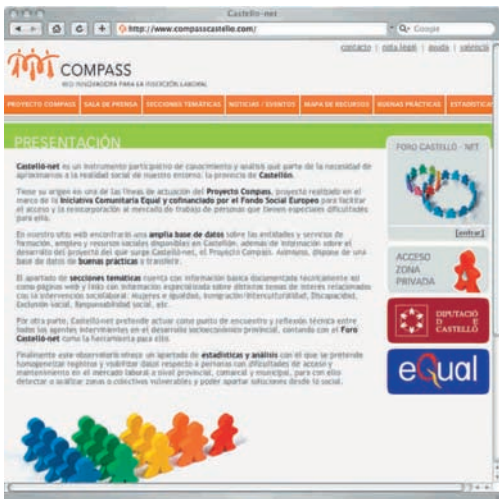 Castello-net
http://www.compasscastello.com/
Google
contacto | nota legal | ayuda | valencià
COMPASS
RED INNOVADORA PARA LA INSERCIÓN LABORAL
PROYECTO COMPASS | SALA DE PRENSA | SECCIONES TEMÁTICAS | NOTICIAS / EVENTOS | MAPA DE RECURSOS | BUENAS PRÁCTICAS | ESTADÍSTICAS
PRESENTACIÓN
Castelló-net es un instrumento participativo de conocimiento y análisis que parte de la necesidad de
aproximarnos a la realidad social de nuestro entorno: la provincia de Castellón.
Tiene su origen en una de las líneas de actuación del Proyecto Compass, proyecto realizado en el
marco de la Iniciativa Comunitaria Equal y cofinanciado por el Fondo Social Europeo para facilitar
el acceso y la reincorporación al mercado de trabajo de personas que tienen especiales dificultades
para ello.
En nuestro sitio web encontrarás una amplia base de datos sobre las entidades y servicios de
formación, empleo y recursos sociales disponibles en Castellón, además de información sobre el
desarrollo del proyecto del que surge Castelló-net, el Proyecto Compass. Asimismo, dispone de una
base de datos de buenas prácticas a transferir.
El apartado de secciones temáticas cuenta con información básica documentada técnicamente así
como páginas web y links con información especializada sobre distintos temas de interés relacionados
con la intervención sociolaboral: Mujeres e igualdad, Inmigración/interculturalidad, Discapacidad,
Exclusión social, Responsabilidad social, etc.
Por otra parte, Castelló-net pretende actuar como punto de encuentro y reflexión técnica entre
todos los agentes intervinientes en el desarrollo socioeconómico provincial, contando con el Foro
Castelló-net como la herramienta para ello.
Finalmente este observatorio ofrece un apartado de estadísticas y análisis con el que se pretende
homogeneizar registros y visibilizar datos respecto a personas con dificultades de acceso y
mantenimiento en el mercado laboral a nivel provincial, comarcal y municipal, para con ello
detectar o analizar zonas o colectivos vulnerables y poder aportar soluciones desde lo social.
FORO CASTELLÓ - NET
[entrar]
ACCESO
ZONA
PRIVADA
DIPUTACIÓ
D E
CASTELLÓ
eQual